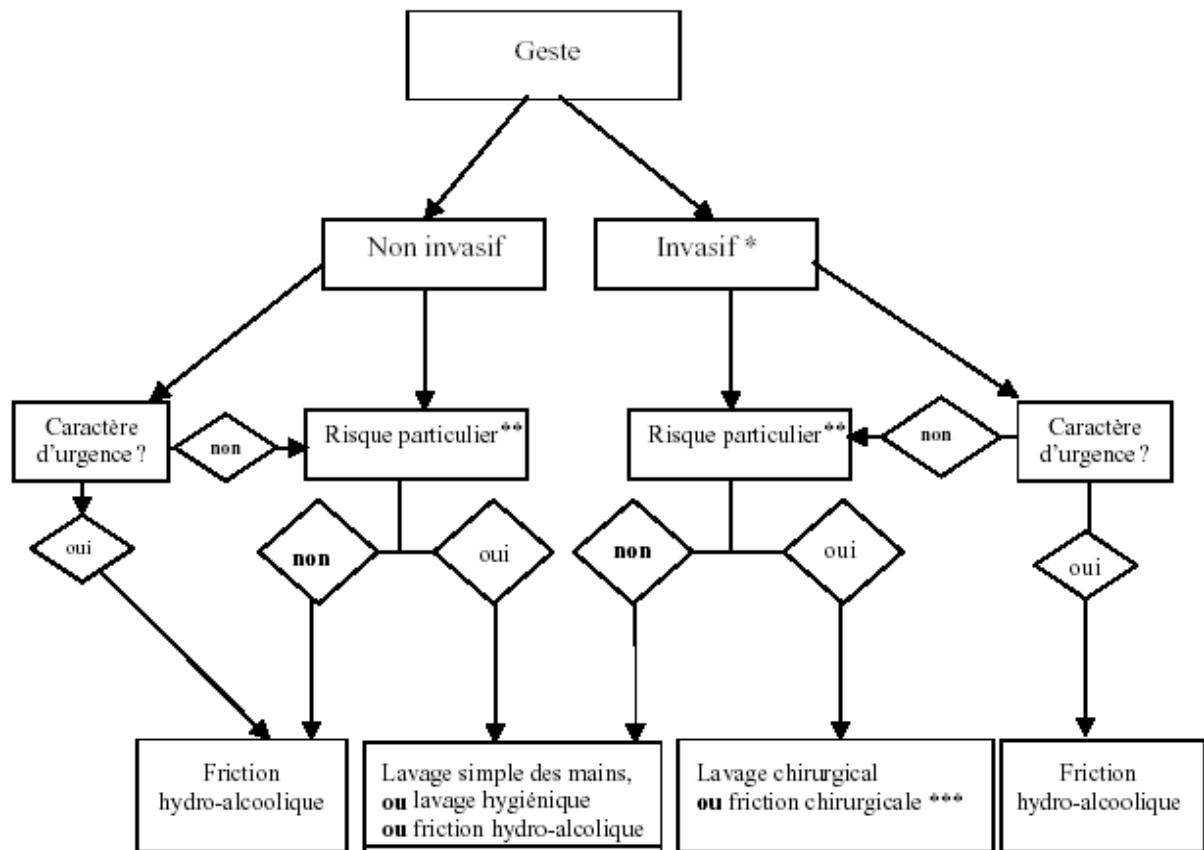 Geste
Non invasif
Invasif *
Caractère
d'urgence ?
non
Risque particulier**
Risque particulier**
non
Caractère
d'urgence ?
oui
non
oui
non
oui
oui
Friction
hydro-alcoolique
Lavage simple des mains,
ou lavage hygiénique
ou friction hydro-alcolique
Lavage chirurgical
ou friction chirurgicale ***
Friction
hydro-alcoolique